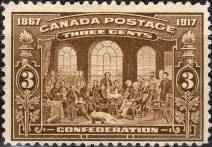 1867 CANADA POSTAGE 1917
THREE CENTS
3 3
CONFEDERATION